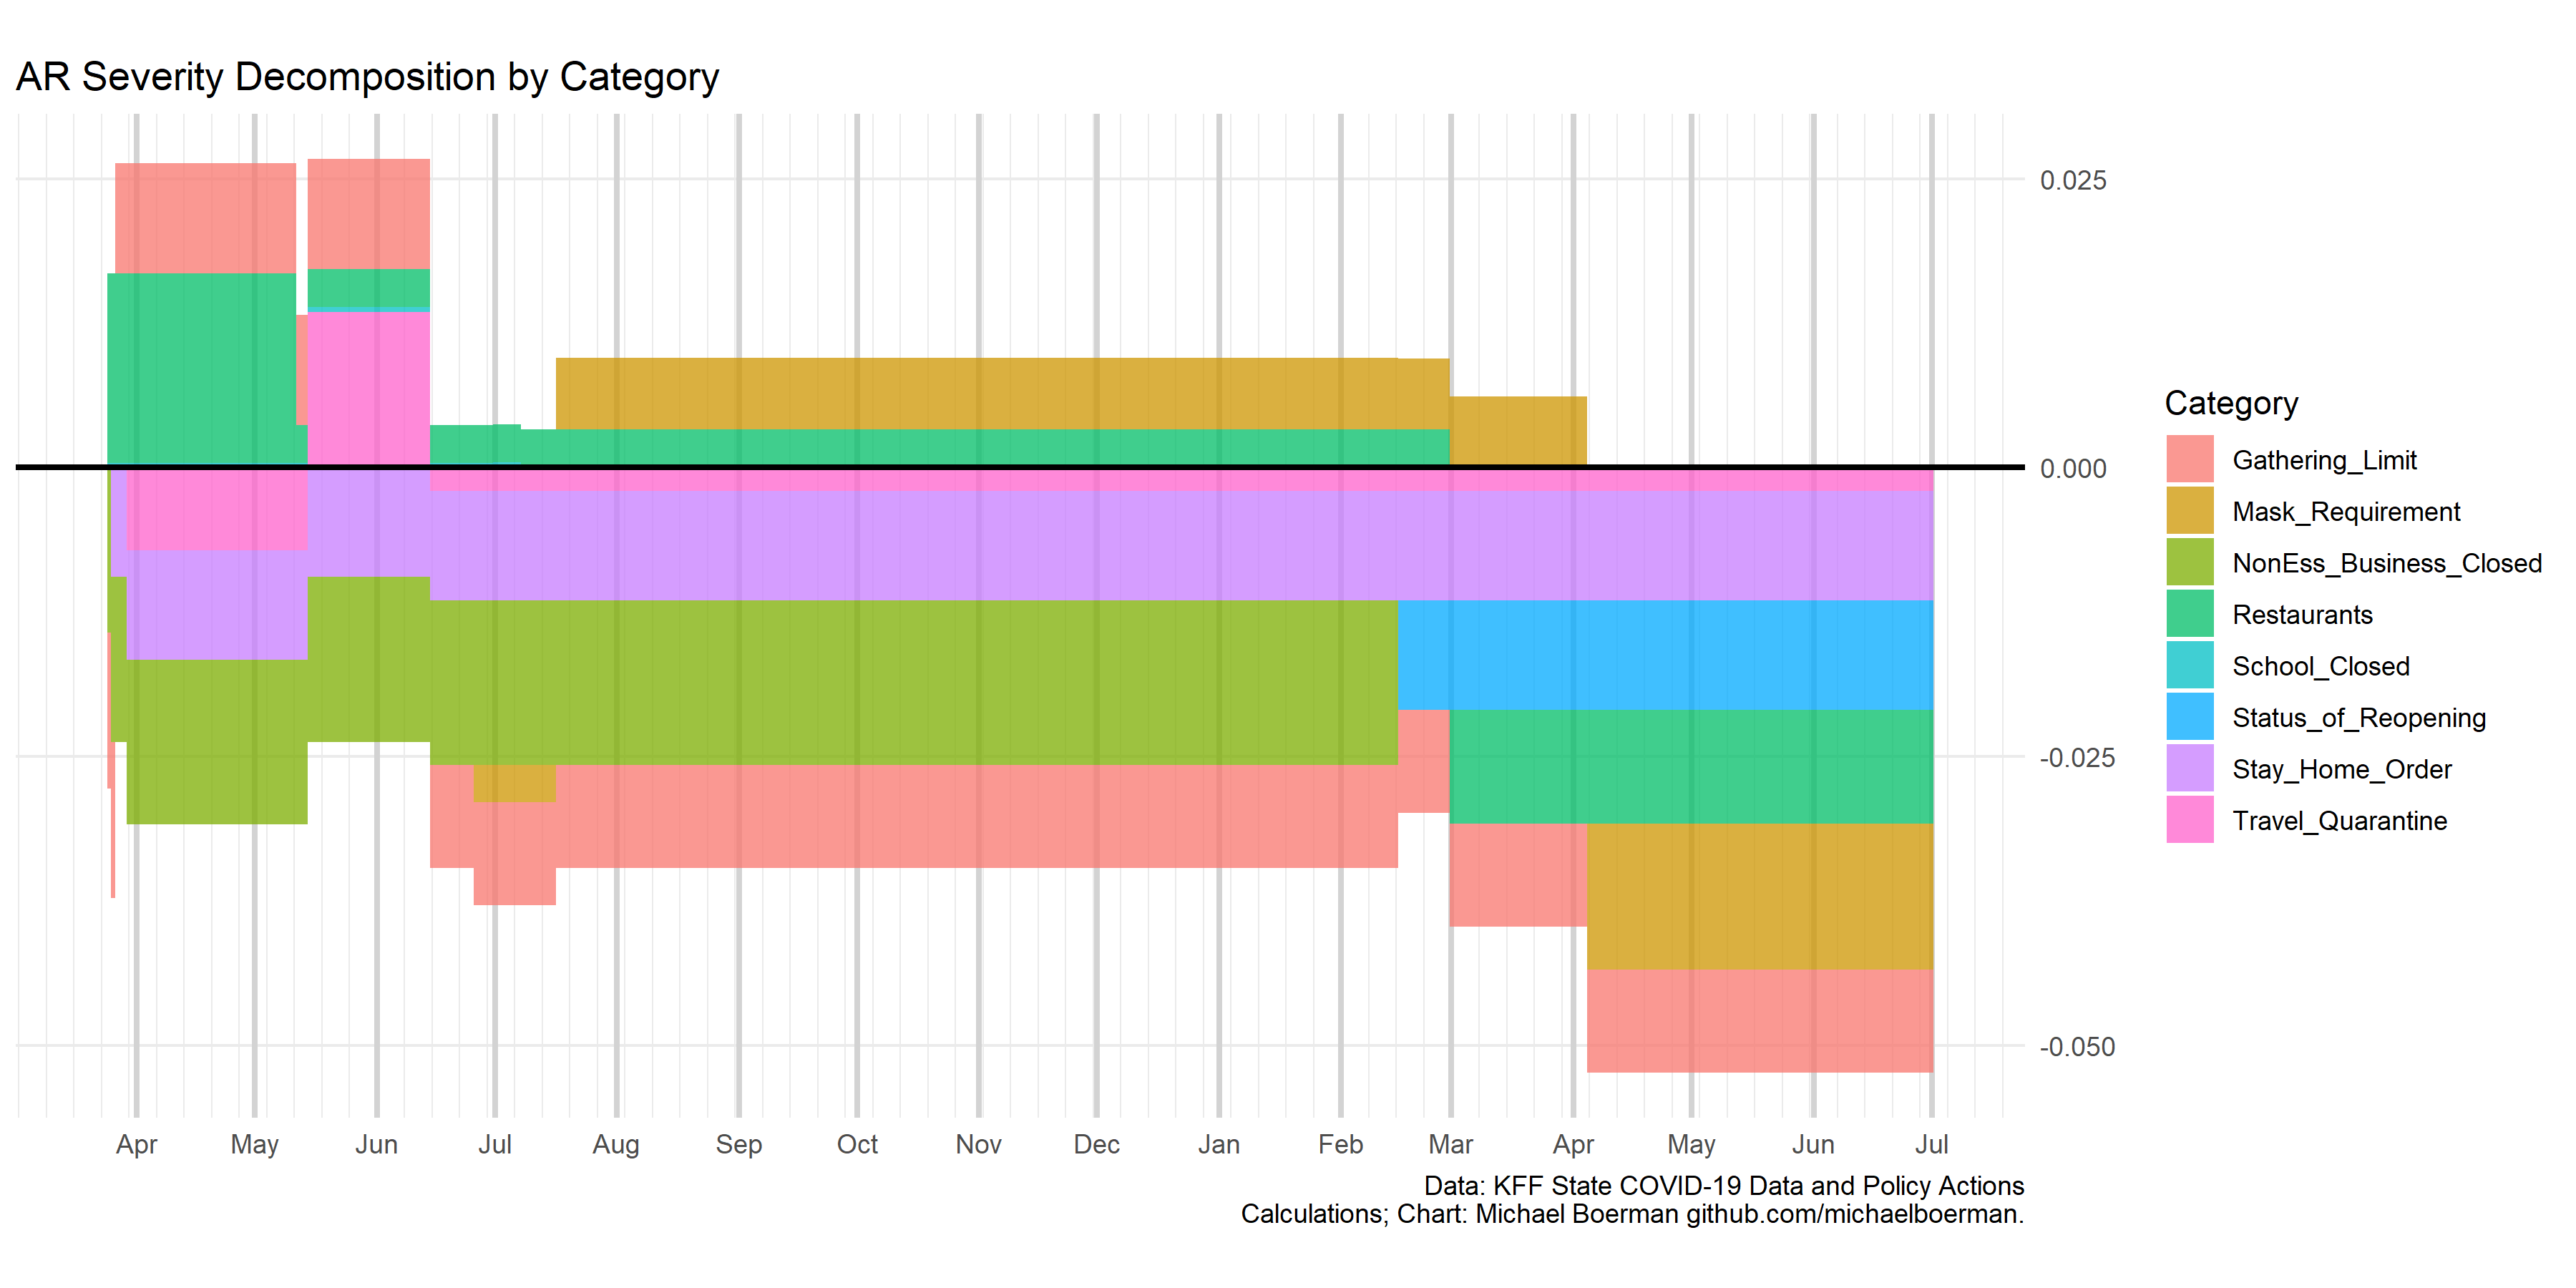 AR Severity Decomposition by Category
0.025
0.000
-0.025
-0.050
Apr May Jun Jul Aug Sep Oct Nov Dec Jan Feb Mar Apr May Jun Jul
Data: KFF State COVID-19 Data and Policy Actions
Calculations; Chart: Michael Boerman github.com/michaelboerman.
Category
Gathering_Limit
Mask_Requirement
NonEss_Business_Closed
Restaurants
School_Closed
Status_of_Reopening
Stay_Home_Order
Travel_Quarantine